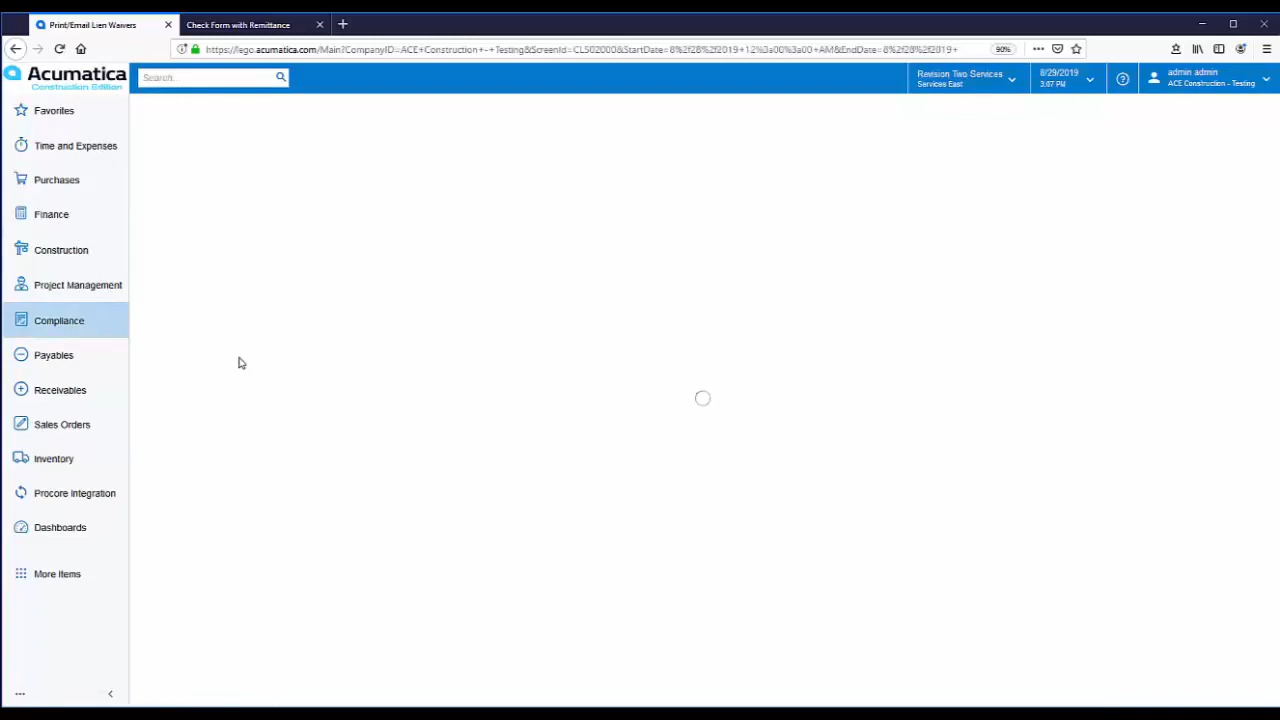 Print/Email Lien Waivers
Check Form with Remittance
https://lego.acumatica.com/Main?CompanyID=ACE+Construction+-+Testing&ScreenId=CL502000&StartDate=8%2f28%2f2019+12%3a00%3a00+AM&EndDate=8%2f28%2f2019+
90%
Acumatica
Construction Edition
Search...
Revision Two Services
Services East
8/29/2019
3:07 PM
admin admin
ACE Construction - Testing
Favorites
Time and Expenses
Purchases
Finance
Construction
Project Management
Compliance
Payables
Receivables
Sales Orders
Inventory
Procore Integration
Dashboards
More Items